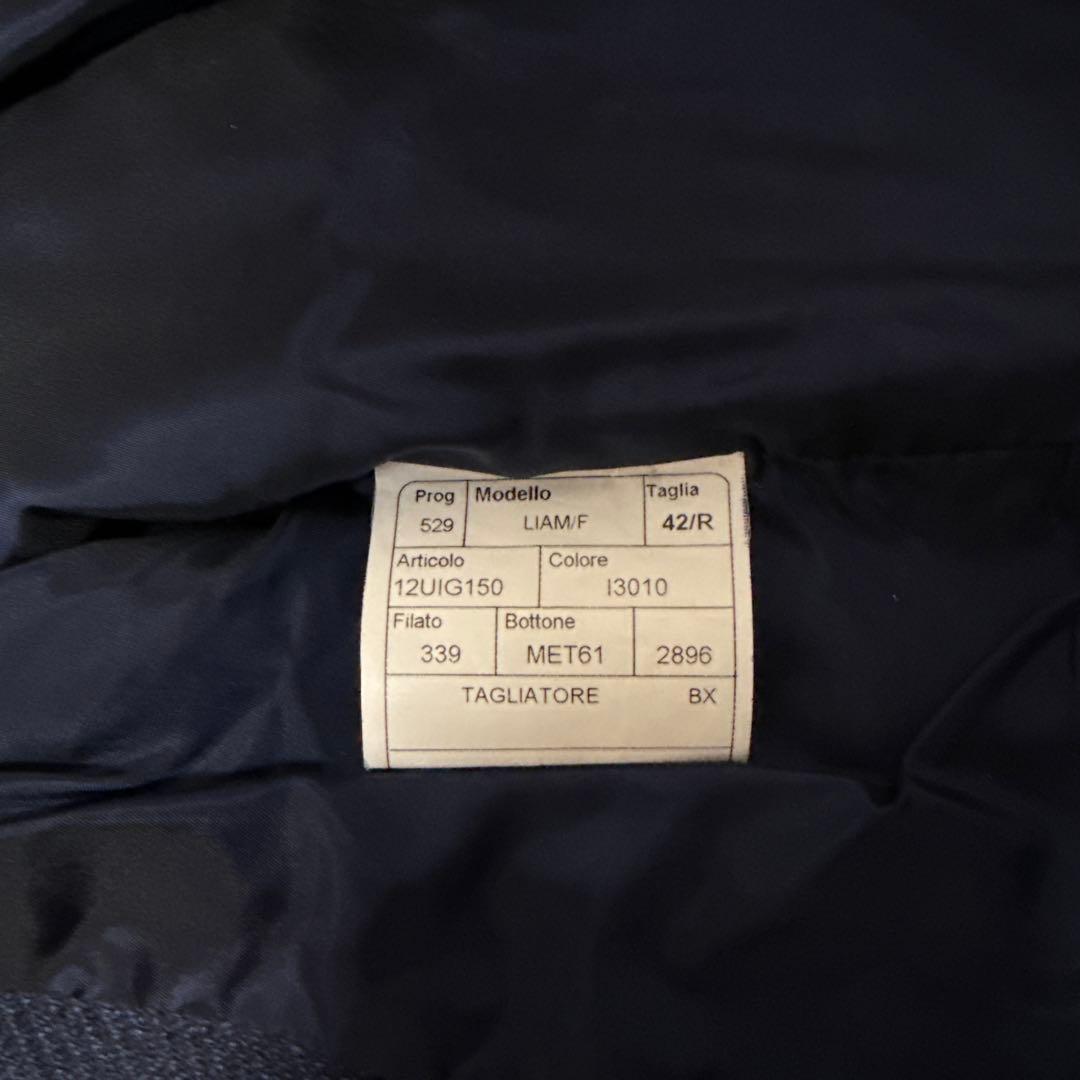 Prog Modello Taglia
529 LIAM/F 42/R
Articolo Colore
12UIG150 I3010
Filato Bottone
339 MET61 2896
TAGLIATORE BX